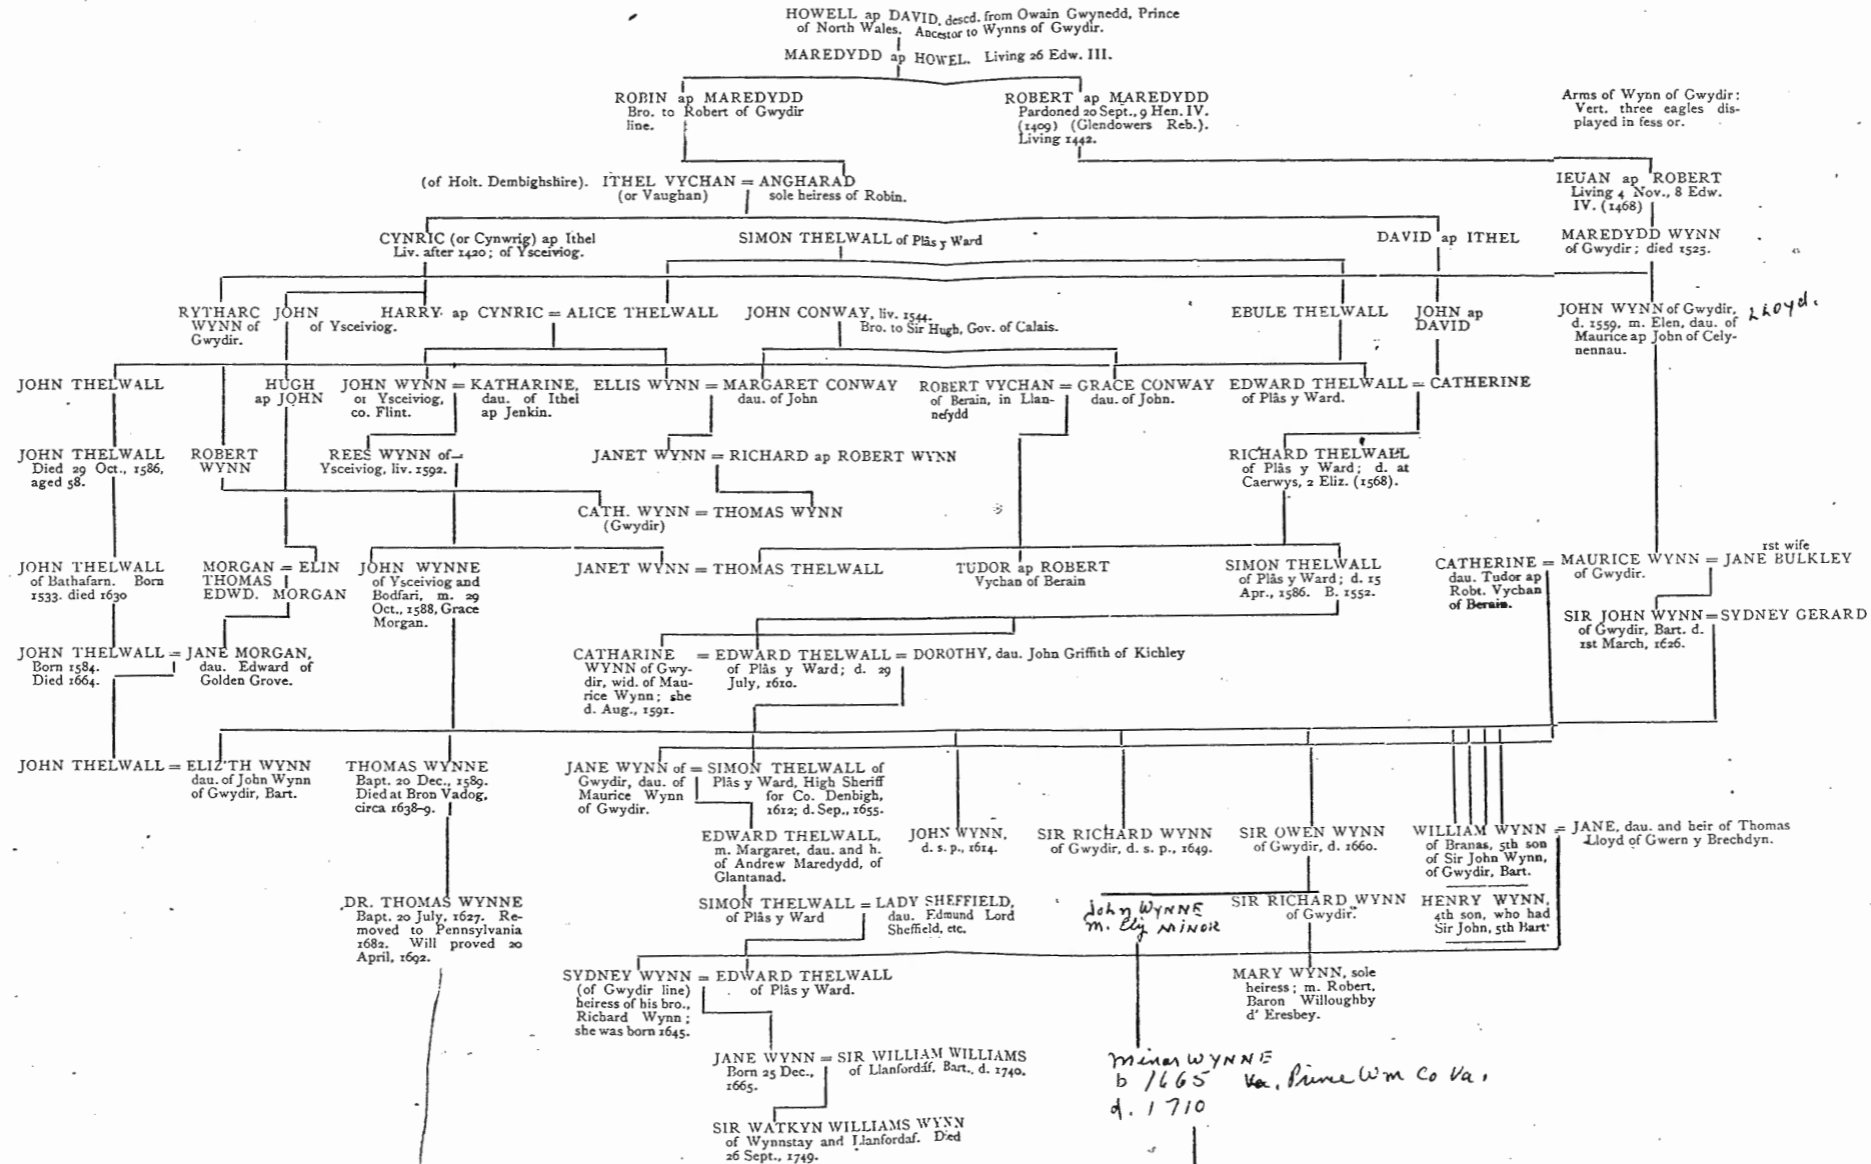 HOWELL ap DAVID, descd. from Owain Gwynedd, Prince
of North Wales. Ancestor to Wynns of Gwydir.
MAREDYDD ap HOWEL. Living 26 Edw. III.
ROBIN ap MAREDYDD
Bro. to Robert of Gwydir
line.
ROBERT ap MAREDYDD
Pardoned 20 Sept., 9 Hen. IV.
(1409) (Glendowers Reb.).
Living 1442.
Arms of Wynn of Gwydir:
Vert. three eagles dis-
played in fess or.
(of Holt. Dembighshire). ITHEL VYCHAN = ANGHARAD
(or Vaughan) sole heiress of Robin.
IEUAN ap ROBERT
Living 4 Nov., 8 Edw.
IV. (1468)
CYNRIC (or Cynwrig) ap Ithel
Liv. after 1420; of Ysceiviog.
SIMON THELWALL of Plâs y Ward
DAVID ap ITHEL
MAREDYDD WYNN
of Gwydir; died 1525.
RYTHARC
WYNN of
Gwydir.
JOHN
of Ysceiviog.
HARRY ap CYNRIC = ALICE THELWALL
JOHN CONWAY, liv. 1544.
Bro. to Sir Hugh, Gov. of Calais.
EBULE THELWALL
JOHN ap
DAVID
JOHN WYNN of Gwydir,
d. 1559, m. Elen, dau. of
Maurice ap John of Cely-
nennau.
LLoyd.
JOHN THELWALL
HUGH
ap JOHN
JOHN WYNN = KATHARINE,
of Ysceiviog,
co. Flint.
dau. of Ithel
ap Jenkin.
ELLIS WYNN = MARGARET CONWAY
dau. of John
ROBERT VYCHAN = GRACE CONWAY
of Berain, in Llan-
nefydd
dau. of John.
EDWARD THELWALL = CATHERINE
of Plâs y Ward.
JOHN THELWALL
Died 29 Oct., 1586,
aged 58.
ROBERT
WYNN
REES WYNN of
Ysceiviog, liv. 1592.
JANET WYNN = RICHARD ap ROBERT WYNN
RICHARD THELWALL
of Plâs y Ward; d. at
Caerwys, 2 Eliz. (1568).
CATH. WYNN = THOMAS WYNN
(Gwydir)
JOHN THELWALL
of Bathafarn. Born
1533. died 1630
MORGAN = ELIN
THOMAS
EDWD. MORGAN
JOHN WYNNE
of Ysceiviog and
Bodfari, m. 29
Oct., 1588, Grace
Morgan.
JANET WYNN = THOMAS THELWALL
TUDOR ap ROBERT
Vychan of Berain
SIMON THELWALL
of Plâs y Ward; d. 15
Apr., 1586. B. 1552.
1st wife
CATHERINE = MAURICE WYNN = JANE BULKLEY
dau. Tudor ap
Robt. Vychan
of Berain.
of Gwydir.
SIR JOHN WYNN = SYDNEY GERARD
of Gwydir, Bart. d.
1st March, 1626.
JOHN THELWALL = JANE MORGAN,
Born 1584.
Died 1664.
dau. Edward of
Golden Grove.
CATHARINE = EDWARD THELWALL = DOROTHY, dau. John Griffith of Kichley
WYNN of Gwy-
dir, wid. of Mau-
rice Wynn; she
d. Aug., 1591.
of Plâs y Ward; d. 29
July, 1610.
JOHN THELWALL = ELIZ'TH WYNN
dau. of John Wynn
of Gwydir, Bart.
THOMAS WYNNE
Bapt. 20 Dec., 1589.
Died at Bron Vadog,
circa 1638-9.
JANE WYNN of = SIMON THELWALL of
Gwydir, dau. of
Maurice Wynn
of Gwydir.
Plâs y Ward, High Sheriff
for Co. Denbigh,
1612; d. Sep., 1655.
EDWARD THELWALL,
m. Margaret, dau. and h.
of Andrew Maredydd, of
Glantanad.
JOHN WYNN,
d. s. p., 1614.
SIR RICHARD WYNN
of Gwydir, d. s. p., 1649.
SIR OWEN WYNN
of Gwydir, d. 1660.
WILLIAM WYNN = JANE, dau. and heir of Thomas
of Branas, 5th son
of Sir John Wynn,
of Gwydir, Bart.
Lloyd of Gwern y Brechdyn.
DR. THOMAS WYNNE
Bapt. 20 July, 1627. Re-
moved to Pennsylvania
1682. Will proved 20
April, 1692.
SIMON THELWALL = LADY SHEFFIELD,
of Plâs y Ward
dau. Edmund Lord
Sheffield, etc.
John WYNNE
m. Eliz MINOR
SIR RICHARD WYNN
of Gwydir.
HENRY WYNN,
4th son, who had
Sir John, 5th Bart
SYDNEY WYNN = EDWARD THELWALL
(of Gwydir line)
heiress of his bro.,
Richard Wynn;
she was born 1645.
of Plâs y Ward.
MARY WYNN, sole
heiress; m. Robert,
Baron Willoughby
d' Eresbey.
JANE WYNN = SIR WILLIAM WILLIAMS
Born 25 Dec.,
1665.
of Llanfordaf, Bart., d. 1740.
Minor WYNNE
b 1665 Va. Prince Wm Co Va.
d. 1710
SIR WATKYN WILLIAMS WYNN
of Wynnstay and Llanfordaf. Died
26 Sept., 1749.